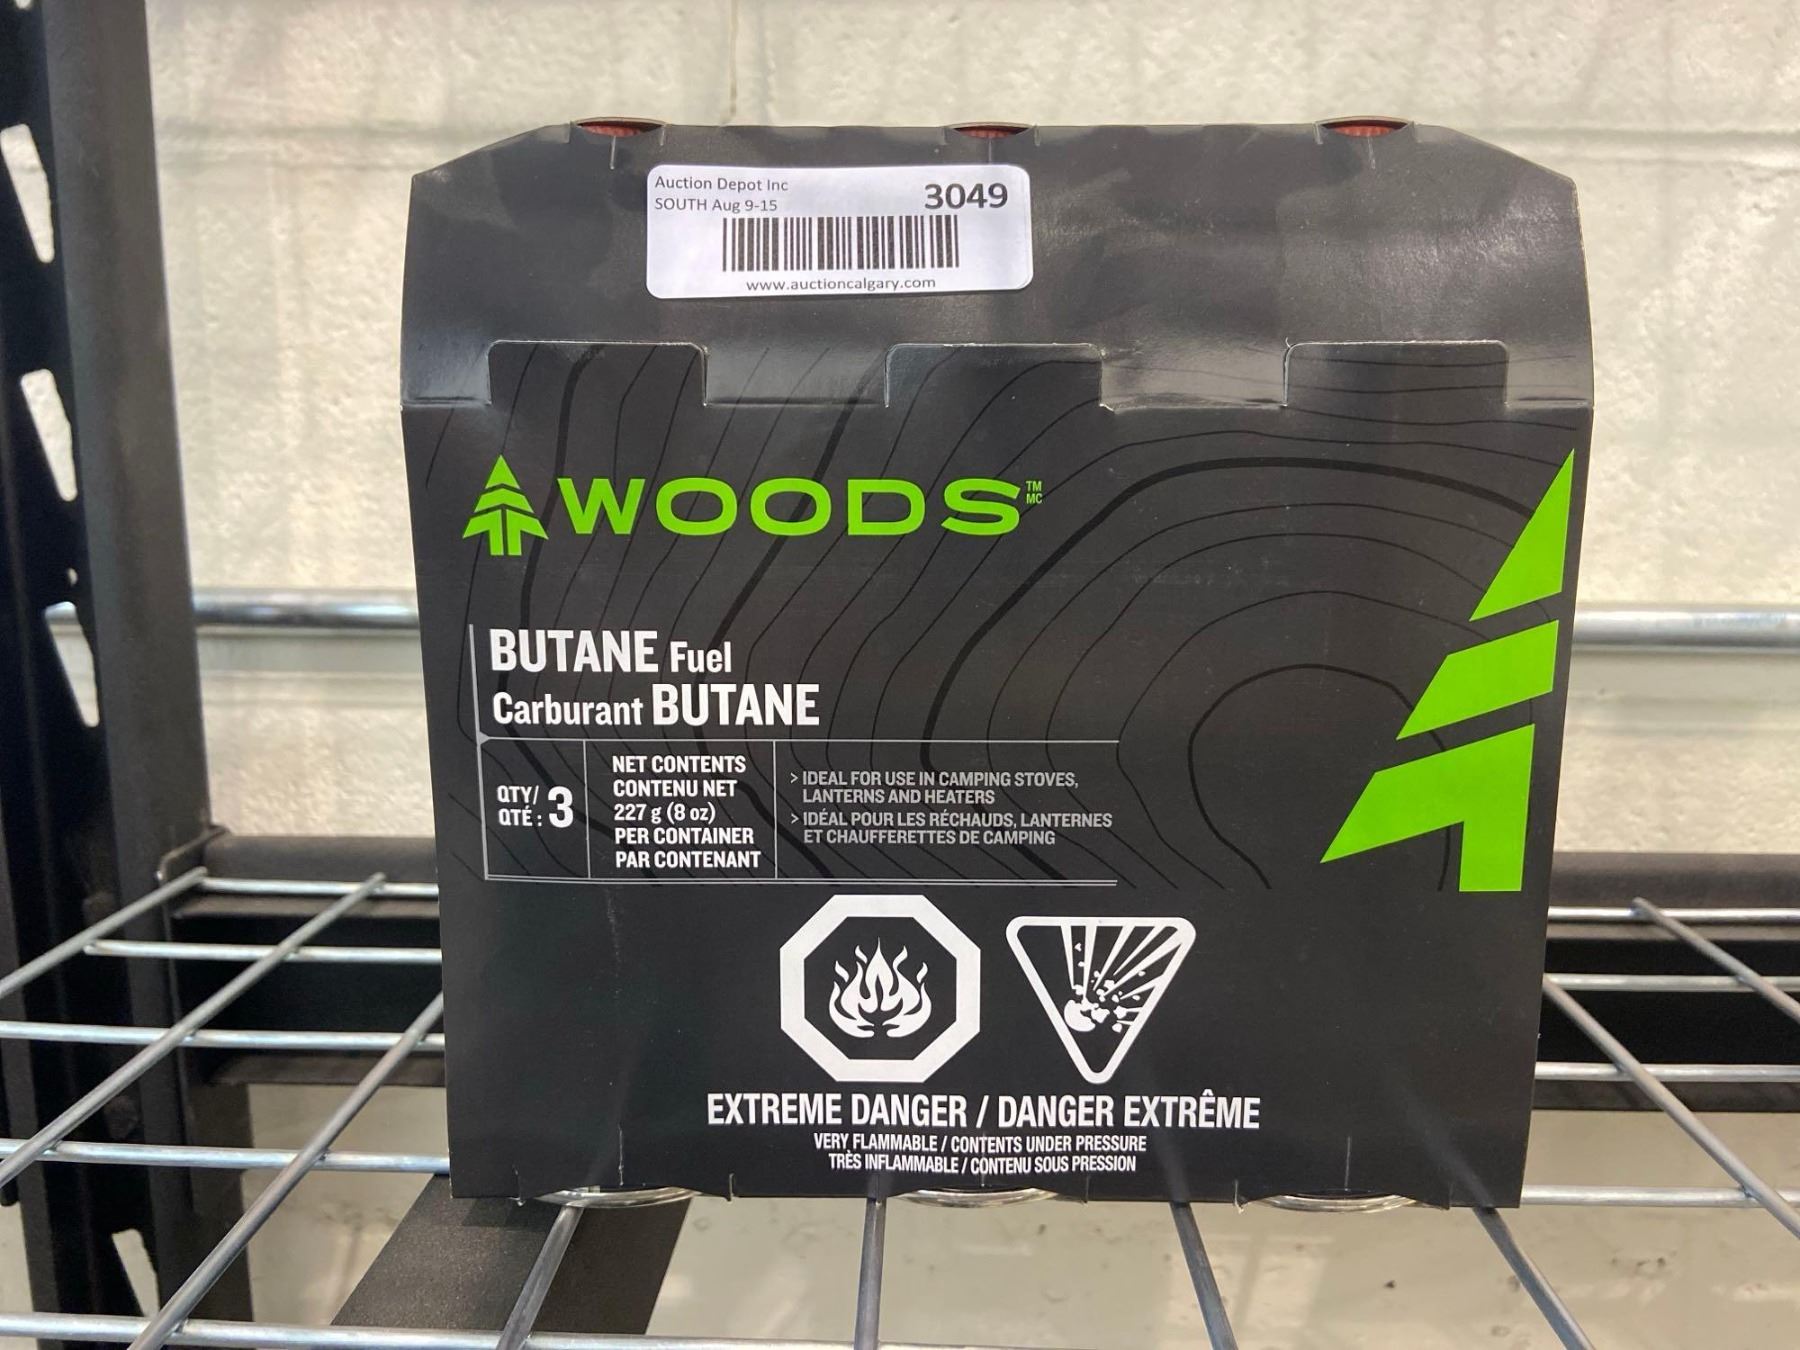 Auction Depot Inc
SOUTH Aug 9-15
3049
www.auctioncalgary.com
WOODS TM MC
BUTANE Fuel
Carburant BUTANE
QTY/
QTÉ : 3
NET CONTENTS
CONTENU NET
227 g (8 oz)
PER CONTAINER
PAR CONTENANT
> IDEAL FOR USE IN CAMPING STOVES,
LANTERNS AND HEATERS
> IDÉAL POUR LES RÉCHAUDS, LANTERNES
ET CHAUFFERETTES DE CAMPING
EXTREME DANGER / DANGER EXTRÊME
VERY FLAMMABLE / CONTENTS UNDER PRESSURE
TRÈS INFLAMMABLE / CONTENU SOUS PRESSION